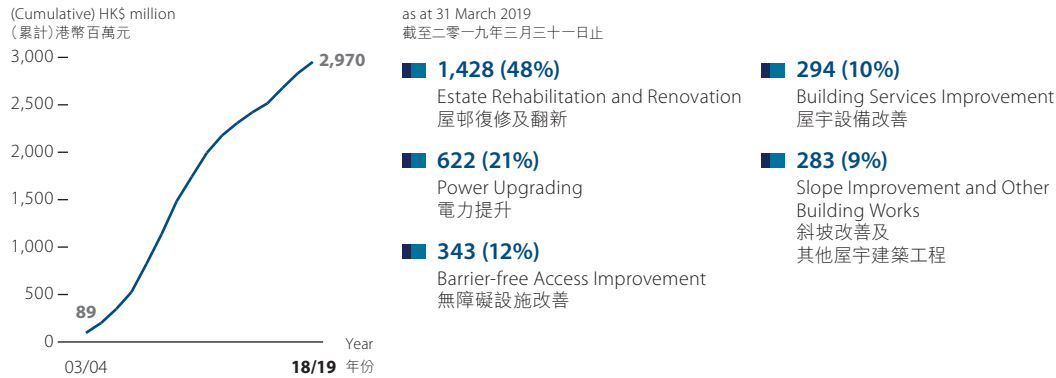 (Cumulative) HK$ million
（累計）港幣百萬元
3,000
2,970
2,500
2,000
1,500
1,000
500
89
0
Year
03/04
18/19 年份
as at 31 March 2019
截至二零一九年三月三十一日止
1,428 (48%)
Estate Rehabilitation and Renovation
屋邨復修及翻新
622 (21%)
Power Upgrading
電力提升
343 (12%)
Barrier-free Access Improvement
無障礙設施改善
294 (10%)
Building Services Improvement
屋宇設備改善
283 (9%)
Slope Improvement and Other
Building Works
斜坡改善及
其他屋宇建築工程